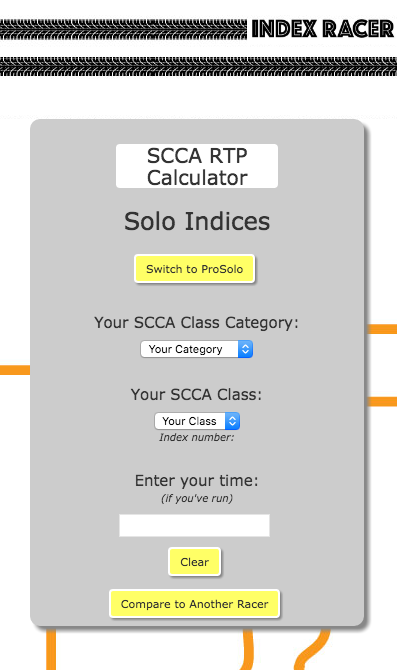 INDEX RACER
SCCA RTP
Calculator
Solo Indices
Switch to ProSolo
Your SCCA Class Category:
Your Category
Your SCCA Class:
Your Class
Index number:
Enter your time:
(if you've run)
Clear
Compare to Another Racer